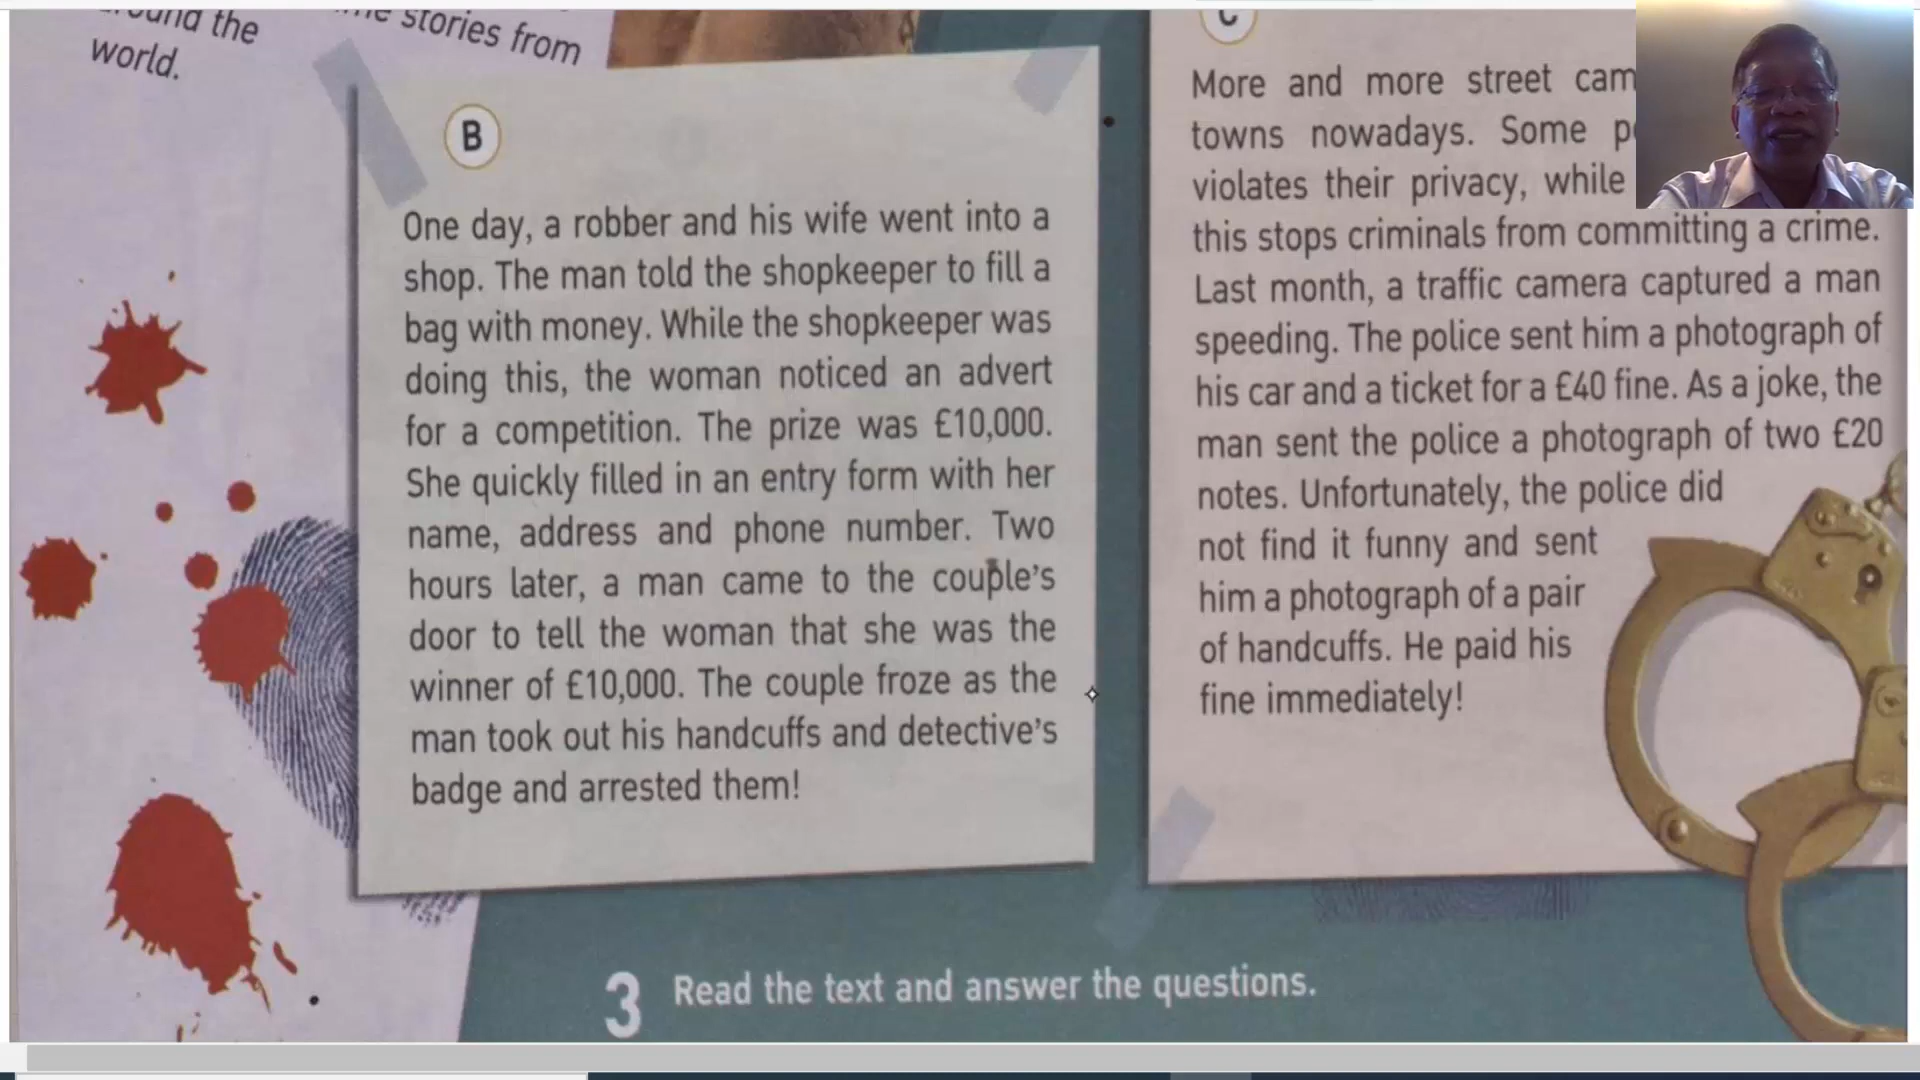 the
world.
stories from
B
One day, a robber and his wife went into a
shop. The man told the shopkeeper to fill a
bag with money. While the shopkeeper was
doing this, the woman noticed an advert
for a competition. The prize was £10,000.
She quickly filled in an entry form with her
name, address and phone number. Two
hours later, a man came to the couple's
door to tell the woman that she was the
winner of £10,000. The couple froze as the
man took out his handcuffs and detective's
badge and arrested them!
C
More and more street cam
towns nowadays. Some
violates their privacy, while
this stops criminals from committing a crime.
Last month, a traffic camera captured a man
speeding. The police sent him a photograph of
his car and a ticket for a £40 fine. As a joke, the
man sent the police a photograph of two £20
notes. Unfortunately, the police did
not find it funny and sent
him a photograph of a pair
of handcuffs. He paid his
fine immediately!
3 Read the text and answer the questions.